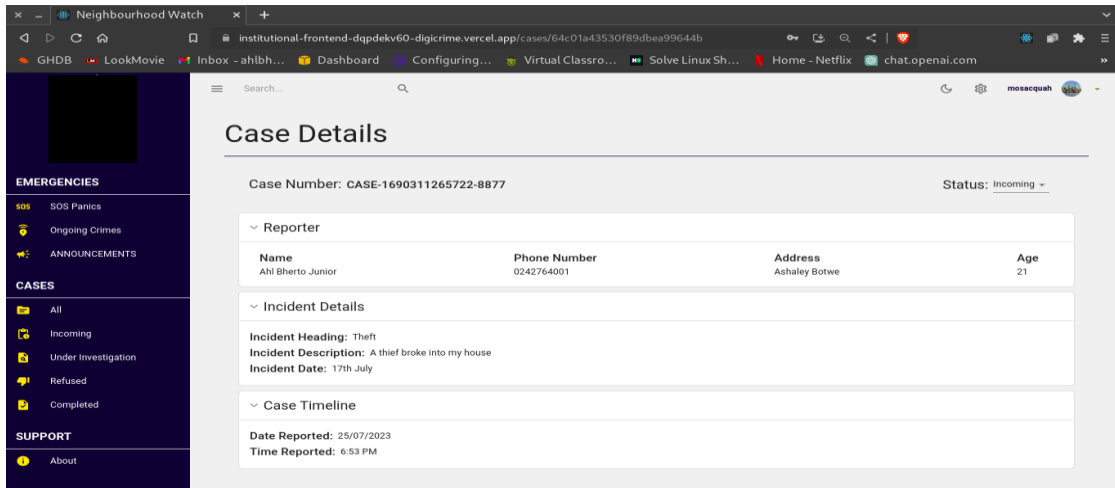 Neighbourhood Watch
institutional-frontend-dqpdekv60-digicrime.vercel.app/cases/64c01a43530f89dbea99644b
GHDB LookMovie Inbox - ahlbh... Dashboard Configuring... Virtual Classro... Solve Linux Sh... Home - Netflix chat.openai.com
Search... mosacquah
Case Details
EMERGENCIES
SOS SOS Panics
Ongoing Crimes
ANNOUNCEMENTS
CASES
All
Incoming
Under Investigation
Refused
Completed
SUPPORT
About
Case Number: CASE-1690311265722-8877 Status: Incoming
Reporter
Name Phone Number Address Age
Ahl Bherto Junior 0242764001 Ashaley Botwe 21
Incident Details
Incident Heading: Theft
Incident Description: A thief broke into my house
Incident Date: 17th July
Case Timeline
Date Reported: 25/07/2023
Time Reported: 6:53 PM